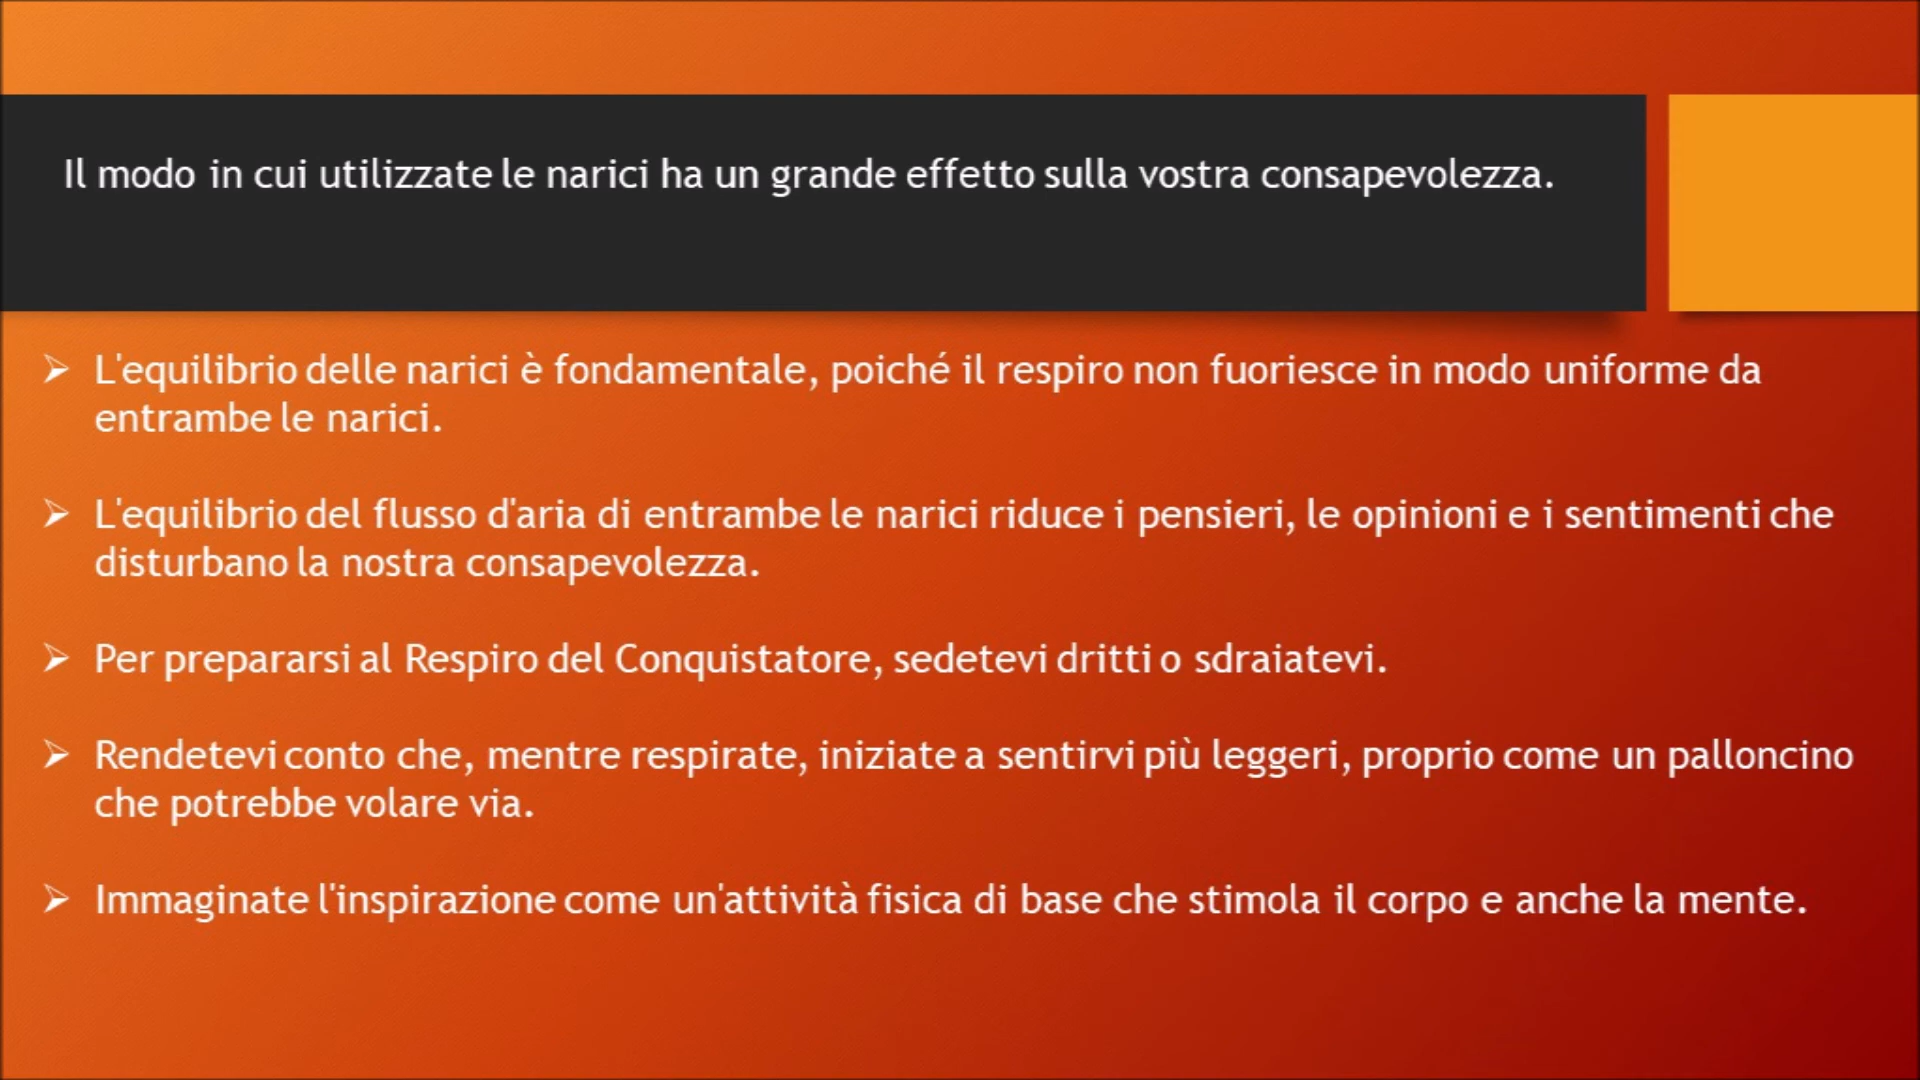 Il modo in cui utilizzate le narici ha un grande effetto sulla vostra consapevolezza.
➢ L'equilibrio delle narici è fondamentale, poiché il respiro non fuoriesce in modo uniforme da
entrambe le narici.
➢ L'equilibrio del flusso d'aria di entrambe le narici riduce i pensieri, le opinioni e i sentimenti che
disturbano la nostra consapevolezza.
➢ Per prepararsi al Respiro del Conquistatore, sedetevi dritti o sdraiatevi.
➢ Rendetevi conto che, mentre respirate, iniziate a sentirvi più leggeri, proprio come un palloncino
che potrebbe volare via.
➢ Immaginate l'inspirazione come un'attività fisica di base che stimola il corpo e anche la mente.